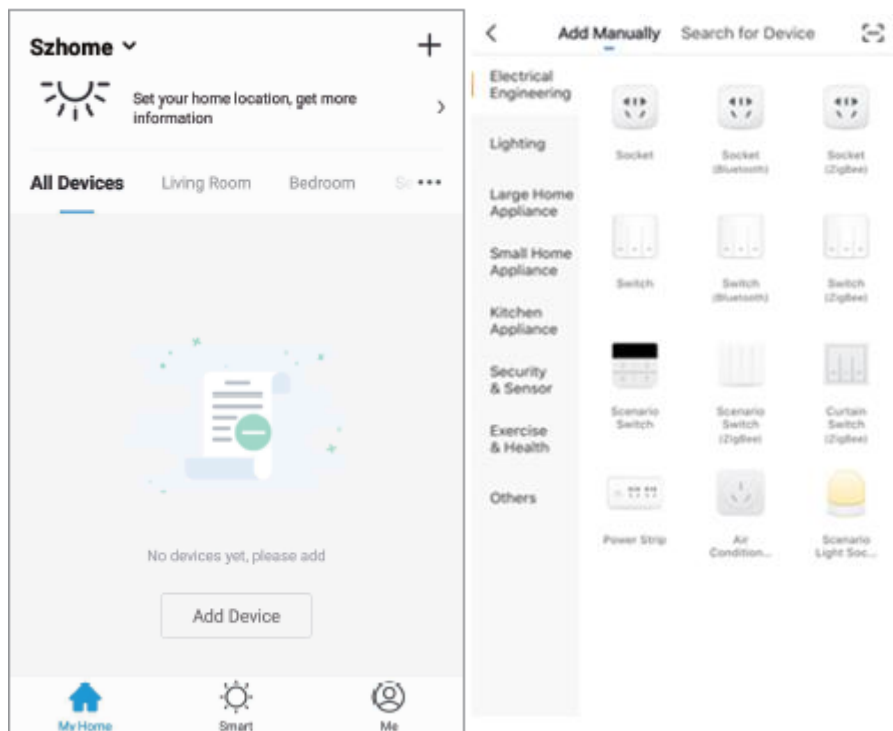 Szhome
Set your home location, get more
information
All Devices Living Room Bedroom
No devices yet, please add
Add Device
My Home Smart Me
Add Manually Search for Device
Electrical
Engineering
Lighting
Large Home
Appliance
Small Home
Appliance
Kitchen
Appliance
Security
& Sensor
Exercise
& Health
Others
Socket Socket Socket
(Bluetooth) (ZigBee)
Switch Switch Switch
(Bluetooth) (ZigBee)
Scenario Scenario Curtain
Switch Switch Switch
(ZigBee) (ZigBee)
Power Strip Air Scenario
Condition... Light Soc...